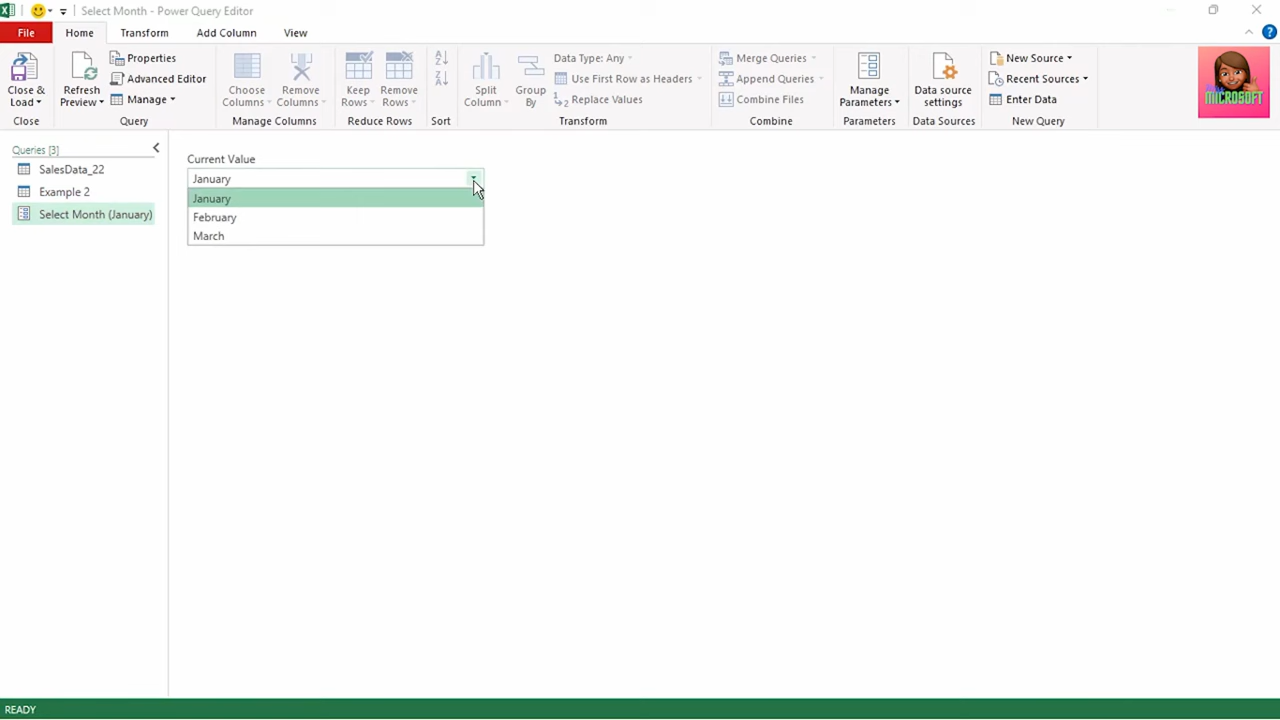 Select Month - Power Query Editor
File Home Transform Add Column View
Close & Load
Close
Refresh Preview
Properties
Advanced Editor
Manage
Query
Choose Columns
Remove Columns
Manage Columns
Keep Rows
Remove Rows
Reduce Rows
Sort
Split Column
Group By
Data Type: Any
Use First Row as Headers
Replace Values
Transform
Merge Queries
Append Queries
Combine Files
Combine
Manage Parameters
Parameters
Data source settings
Data Sources
New Source
Recent Sources
Enter Data
New Query
MICROSOFT
Queries [3]
SalesData_22
Example 2
Select Month (January)
Current Value
January
January
February
March
READY